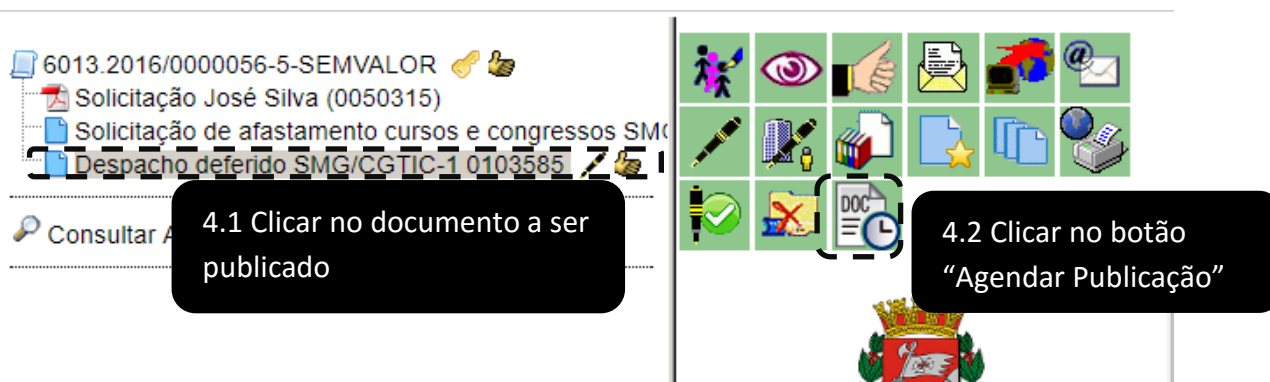 6013.2016/0000056-5-SEMVALOR
Solicitação José Silva (0050315)
Solicitação de afastamento cursos e congressos SMG
Despacho deferido SMG/CGTIC-1 0103585
Consultar A
4.1 Clicar no documento a ser
publicado
@
DOC
4.2 Clicar no botão
“Agendar Publicação”